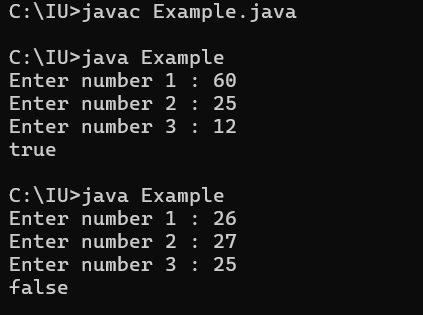 C:\IU>javac Example.java
C:\IU>java Example
Enter number 1 : 60
Enter number 2 : 25
Enter number 3 : 12
true
C:\IU>java Example
Enter number 1 : 26
Enter number 2 : 27
Enter number 3 : 25
false